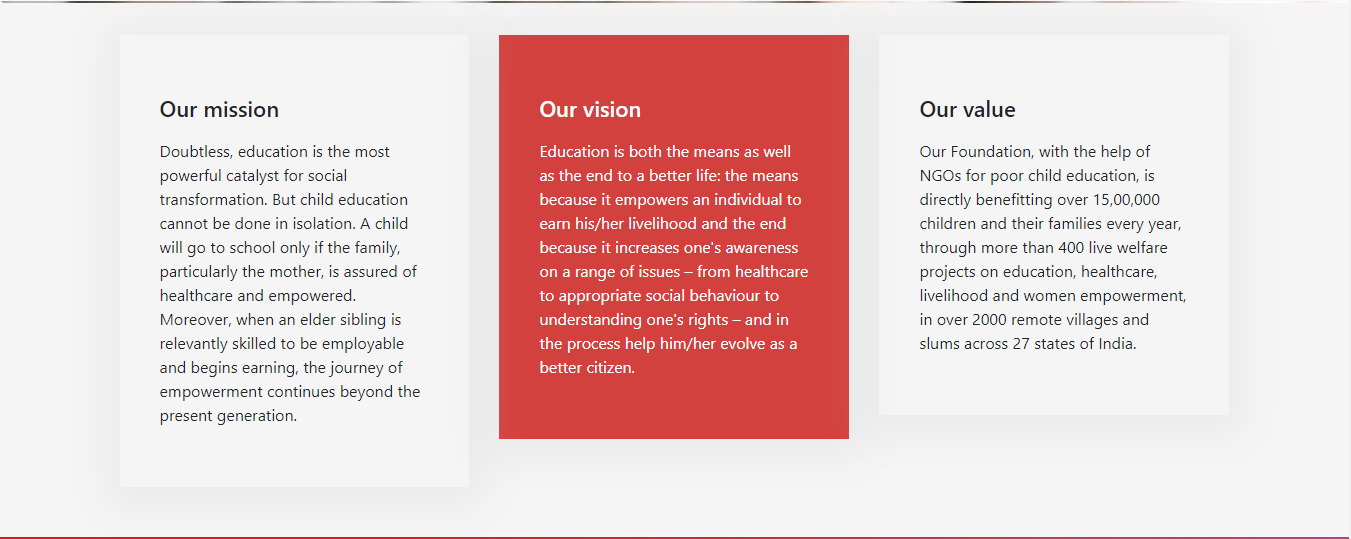 Our mission
Doubtless, education is the most
powerful catalyst for social
transformation. But child education
cannot be done in isolation. A child
will go to school only if the family,
particularly the mother, is assured of
healthcare and empowered.
Moreover, when an elder sibling is
relevantly skilled to be employable
and begins earning, the journey of
empowerment continues beyond the
present generation.
Our vision
Education is both the means as well
as the end to a better life: the means
because it empowers an individual to
earn his/her livelihood and the end
because it increases one's awareness
on a range of issues – from healthcare
to appropriate social behaviour to
understanding one's rights – and in
the process help him/her evolve as a
better citizen.
Our value
Our Foundation, with the help of
NGOs for poor child education, is
directly benefitting over 15,00,000
children and their families every year,
through more than 400 live welfare
projects on education, healthcare,
livelihood and women empowerment,
in over 2000 remote villages and
slums across 27 states of India.